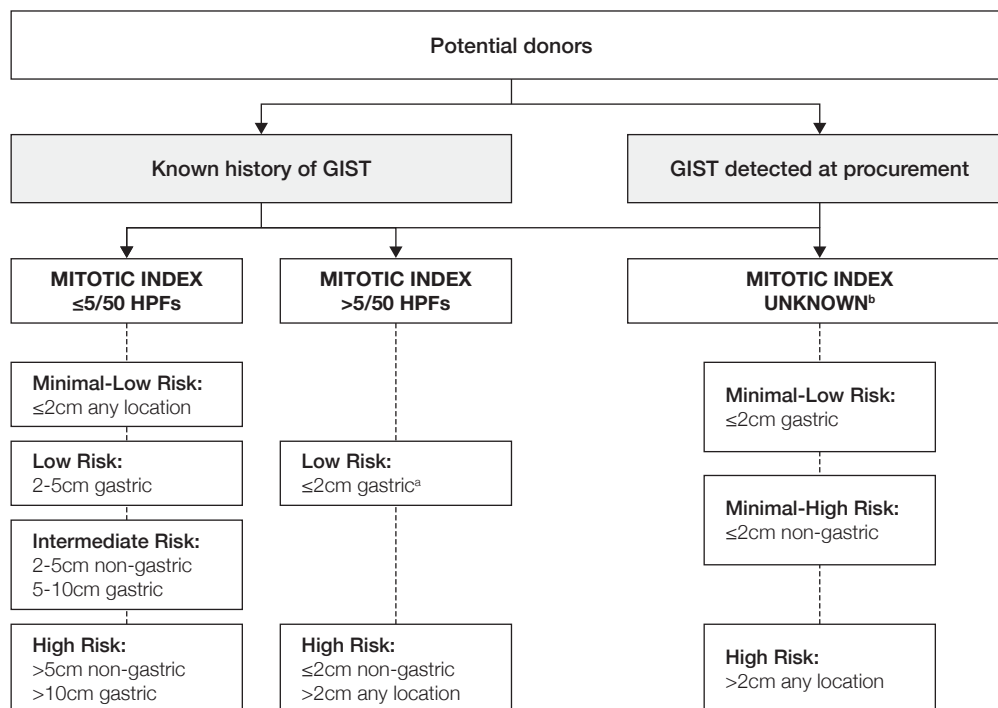 Potential donors
Known history of GIST
GIST detected at procurement
MITOTIC INDEX
≤5/50 HPFs
MITOTIC INDEX
>5/50 HPFs
MITOTIC INDEX
UNKNOWNᵇ
Minimal-Low Risk:
≤2cm any location
Low Risk:
2-5cm gastric
Intermediate Risk:
2-5cm non-gastric
5-10cm gastric
High Risk:
>5cm non-gastric
>10cm gastric
Low Risk:
≤2cm gastricᵃ
High Risk:
≤2cm non-gastric
>2cm any location
Minimal-Low Risk:
≤2cm gastric
Minimal-High Risk:
≤2cm non-gastric
High Risk:
>2cm any location